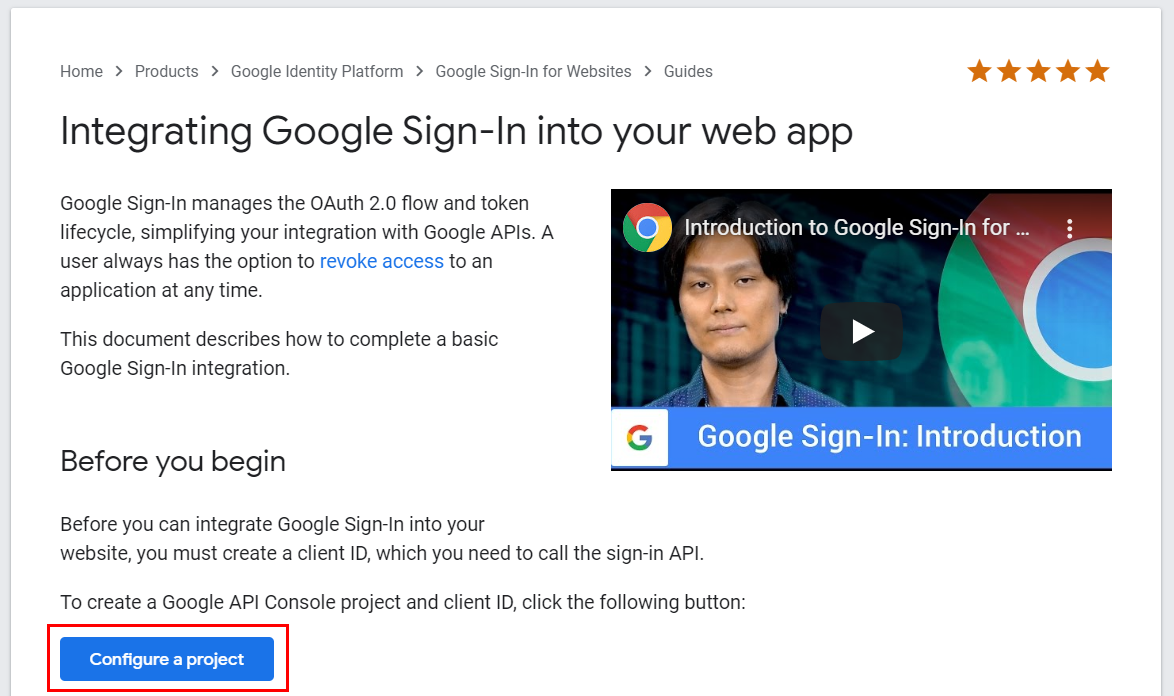 Home > Products > Google Identity Platform > Google Sign-In for Websites > Guides
Integrating Google Sign-In into your web app
Google Sign-In manages the OAuth 2.0 flow and token
lifecycle, simplifying your integration with Google APIs. A
user always has the option to revoke access to an
application at any time.
This document describes how to complete a basic
Google Sign-In integration.
Introduction to Google Sign-In for ...
G
Google Sign-In: Introduction
Before you begin
Before you can integrate Google Sign-In into your
website, you must create a client ID, which you need to call the sign-in API.
To create a Google API Console project and client ID, click the following button:
Configure a project